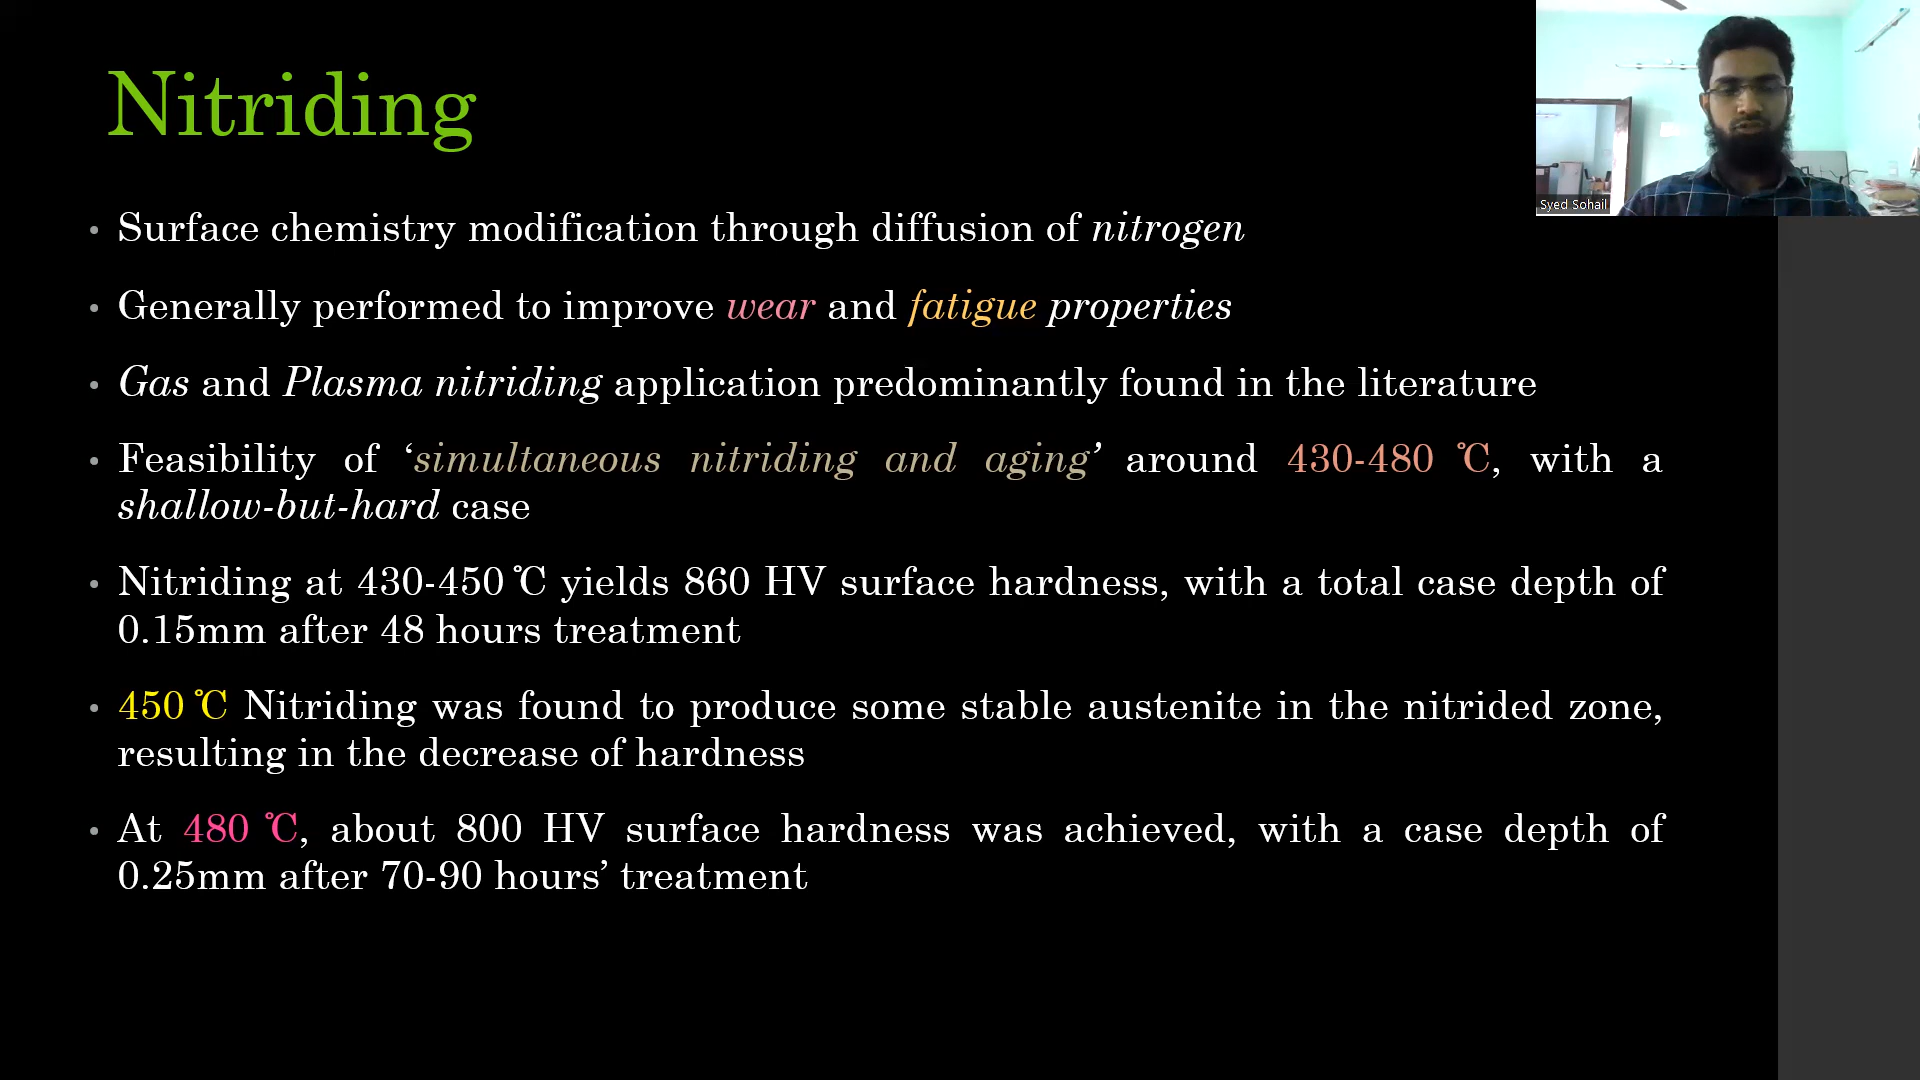 Nitriding
Syed Sohail
• Surface chemistry modification through diffusion of nitrogen
• Generally performed to improve wear and fatigue properties
• Gas and Plasma nitriding application predominantly found in the literature
• Feasibility of ‘simultaneous nitriding and aging’ around 430-480 ℃, with a
shallow-but-hard case
• Nitriding at 430-450 ℃ yields 860 HV surface hardness, with a total case depth of
0.15mm after 48 hours treatment
• 450 ℃ Nitriding was found to produce some stable austenite in the nitrided zone,
resulting in the decrease of hardness
• At 480 ℃, about 800 HV surface hardness was achieved, with a case depth of
0.25mm after 70-90 hours’ treatment